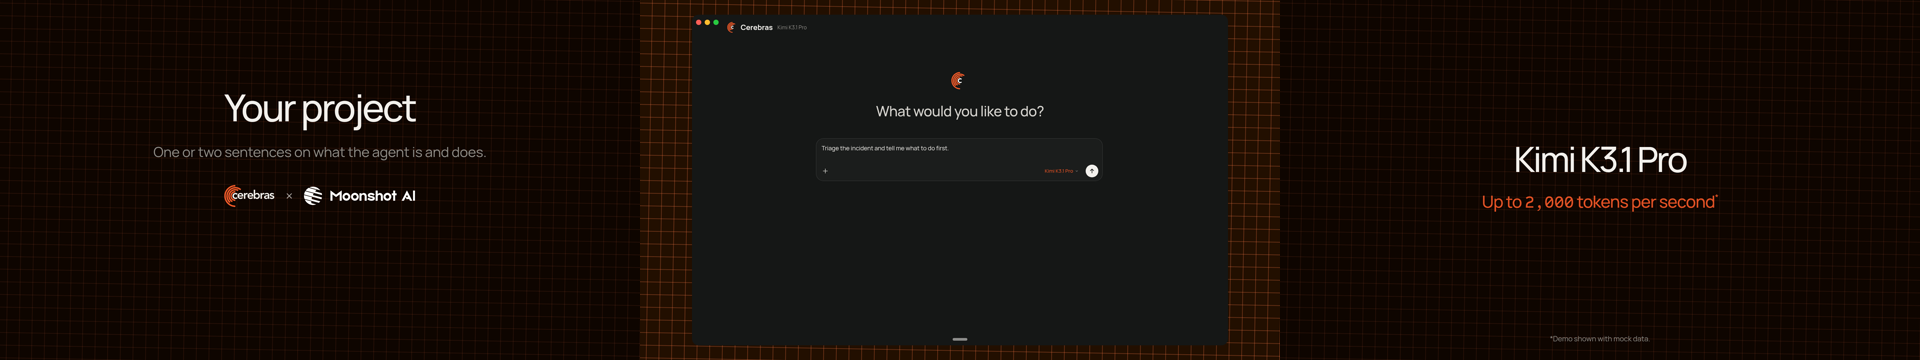 Your project
One or two sentences on what the agent is and does.
cerebras × Moonshot AI
Cerebras Kimi K3.1 Pro
What would you like to do?
Triage the incident and tell me what to do first.
+ Kimi K3.1 Pro
Kimi K3.1 Pro
Up to 2,000 tokens per second*
*Demo shown with mock data.